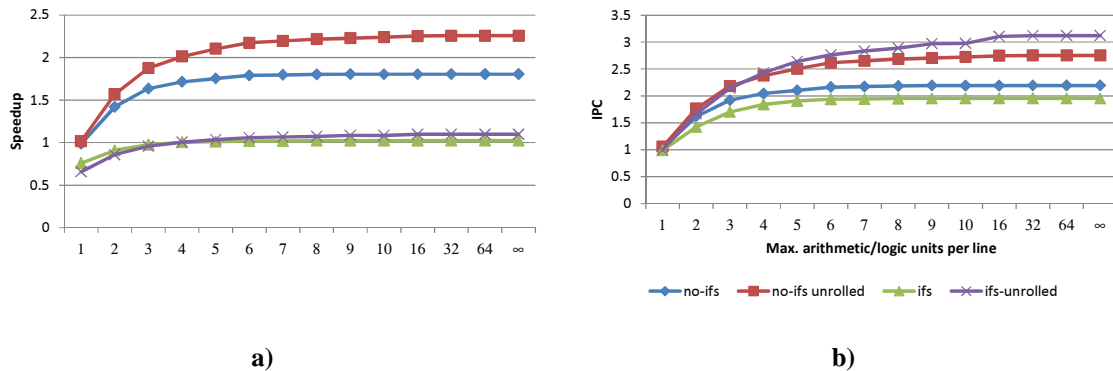 2.5
2
1.5
1
0.5
0
Speedup
1 2 3 4 5 6 7 8 9 10 16 32 64 ∞
a)
3.5
3
2.5
2
1.5
1
0.5
0
IPC
1 2 3 4 5 6 7 8 9 10 16 32 64 ∞
Max. arithmetic/logic units per line
no-ifs no-ifs unrolled ifs ifs-unrolled
b)